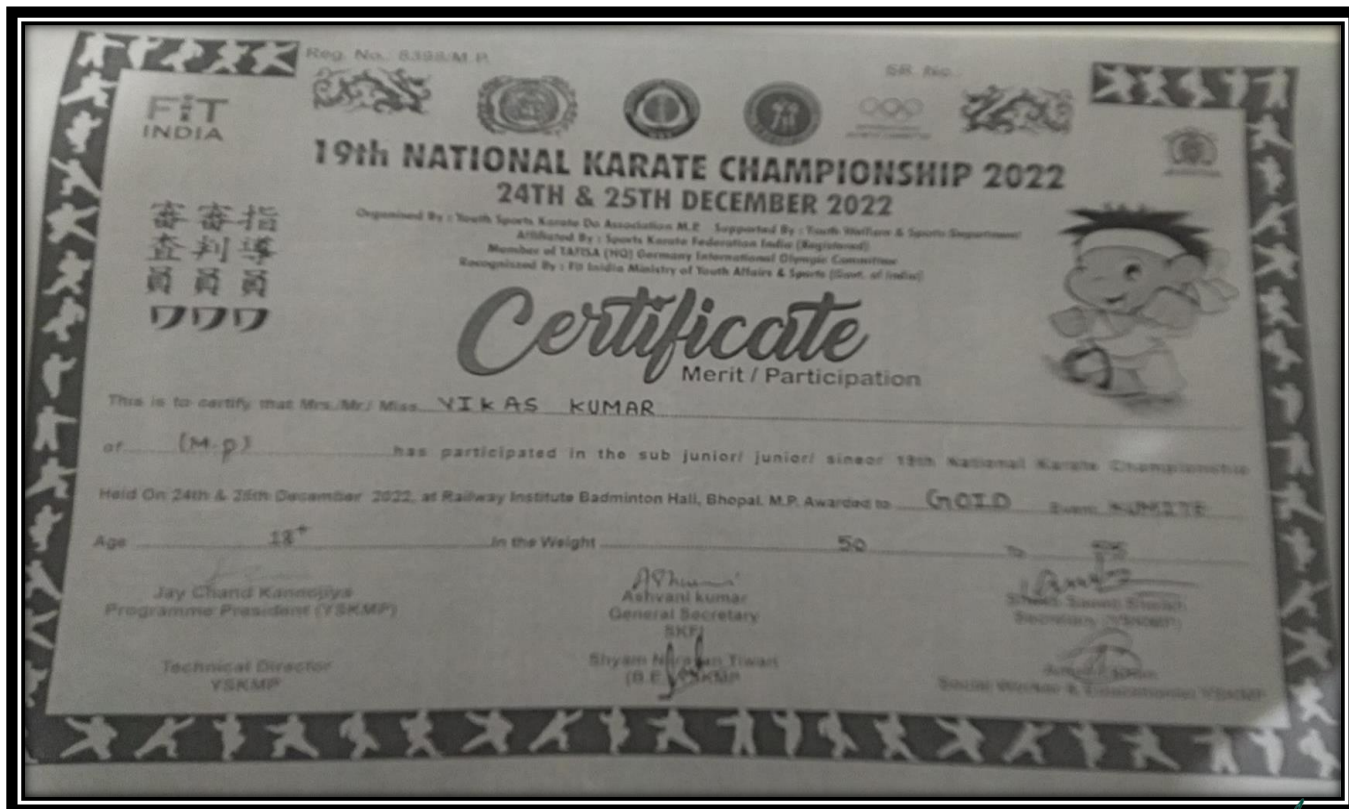 Reg. No. 8398/M.P.
SR. No.
FiT
INDIA
19th NATIONAL KARATE CHAMPIONSHIP 2022
24TH & 25TH DECEMBER 2022
Organised By : Youth Sports Karate Do Association M.P. Supported By : Youth Welfare & Sports Department
Affiliated By : Sports Karate Federation India (Registered)
Member of TAFISA (HQ) Germany International Olympic Committee
Recognised By : Fit Inidia Ministry of Youth Affairs & Sports (Govt. of India)
審審指
査判導
員員員
ワワワ
Certificate
Merit / Participation
This is to certify that Mrs./Mr./ Miss VIKAS KUMAR
of (M.p) has participated in the sub junior/ junior/ sineor 19th National Karate Championship
Held On 24th & 25th December 2022, at Railway Institute Badminton Hall, Bhopal. M.P. Awarded to GOLD Event KUMITE
Age 18+ In the Weight 50 To
Jay Chand Kannojiya
Programme President (YSKMP)
Ashvani kumar
General Secretary
SKFI
Secretary (YSKMP)
Technical Director
YSKMP
Shyam Narayan Tiwari
(B.E. YSKMP
Social Worker & Educationist YSKMP